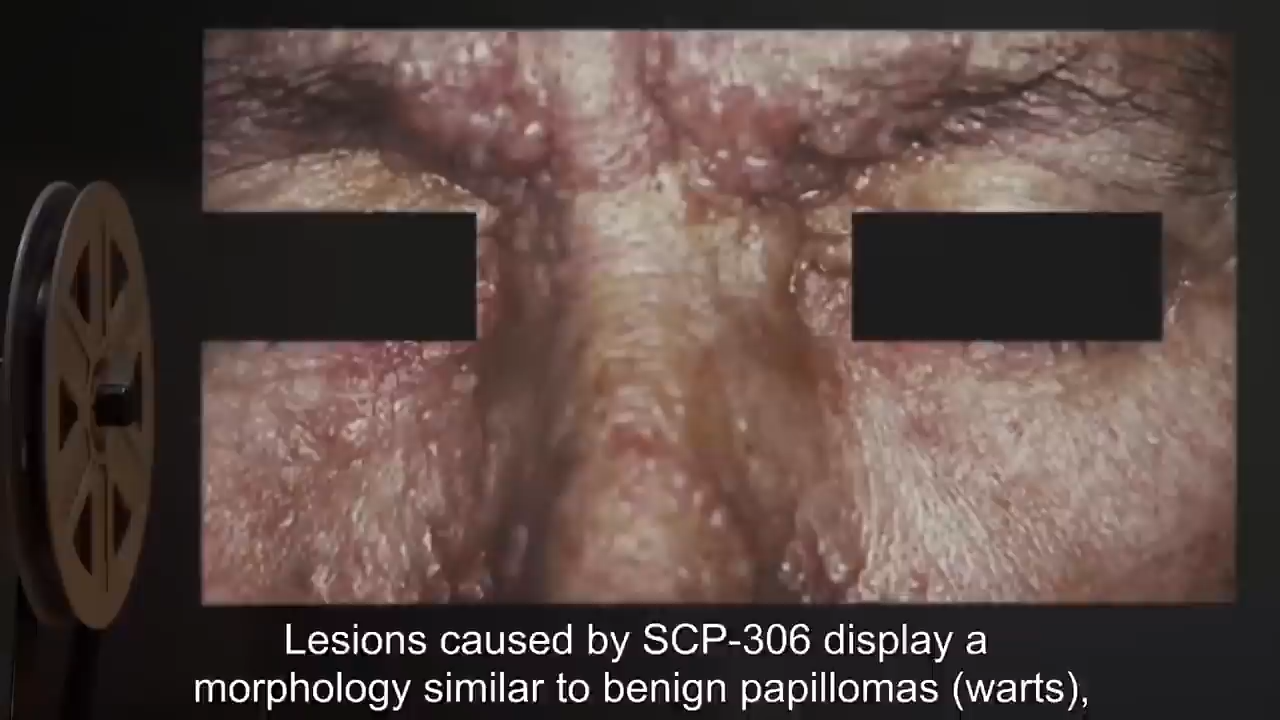 Lesions caused by SCP-306 display a
morphology similar to benign papillomas (warts),